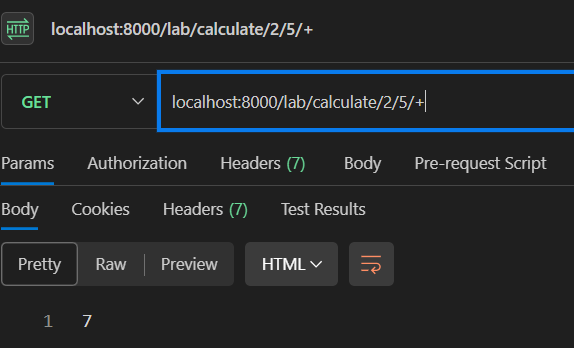 HTTP localhost:8000/lab/calculate/2/5/+
GET localhost:8000/lab/calculate/2/5/+
Params Authorization Headers (7) Body Pre-request Script
Body Cookies Headers (7) Test Results
Pretty Raw Preview HTML
1 7